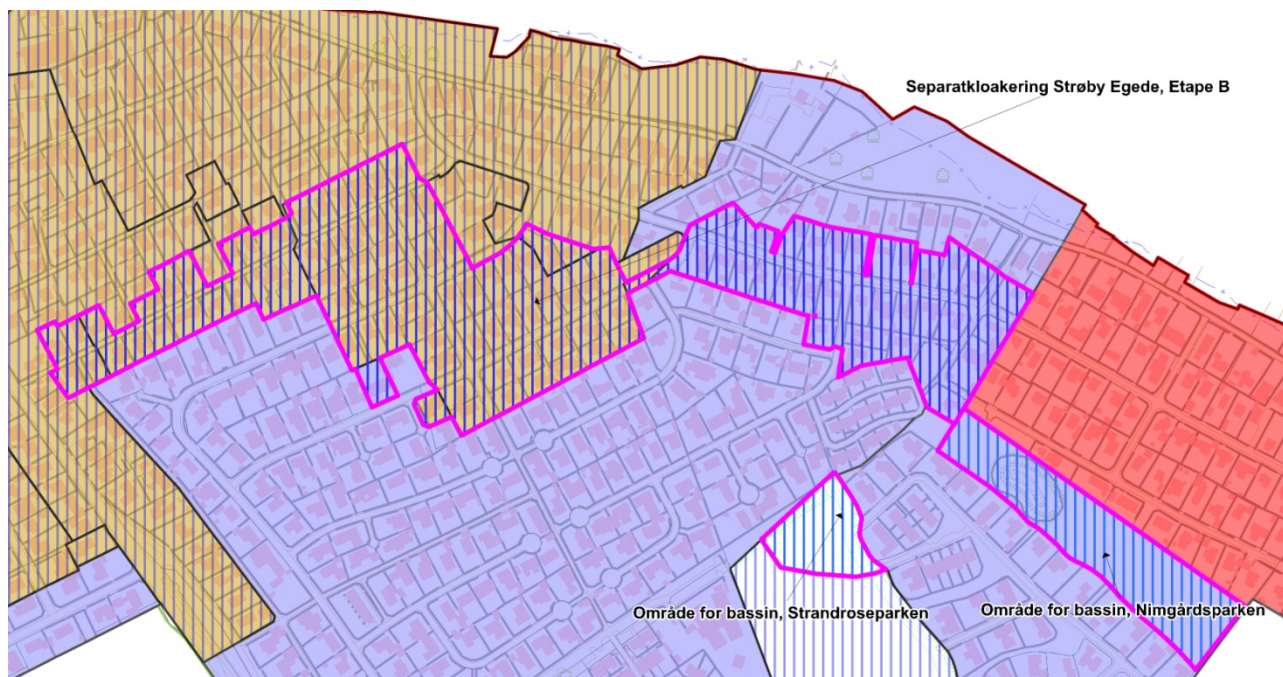 Separatkloakering Strøby Egede, Etape B
Område for bassin, Strandroseparken
Område for bassin, Nimgårdsparken